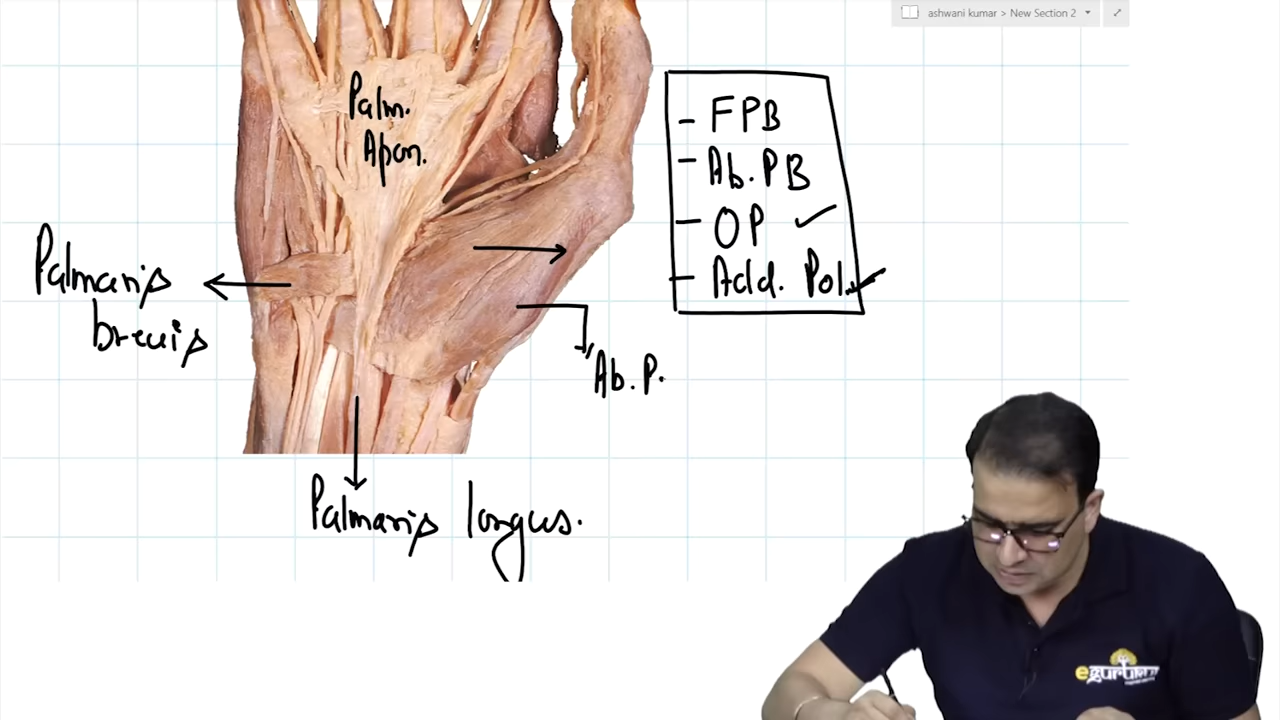 ashwani kumar > New Section 2
Palm.
Apon.
- FPB
- Ab.PB
- OP ✓
- Add. Pol. ✓
Palmaris
brevis
Ab.P.
Palmaris longus.
egurukul